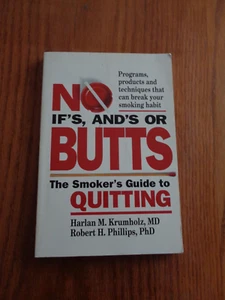 Programs,
products and
techniques that
can break your
smoking habit
NO
IF'S, AND'S OR
BUTTS
The Smoker's Guide to
QUITTING
Harlan M. Krumholz, MD
Robert H. Phillips, PhD